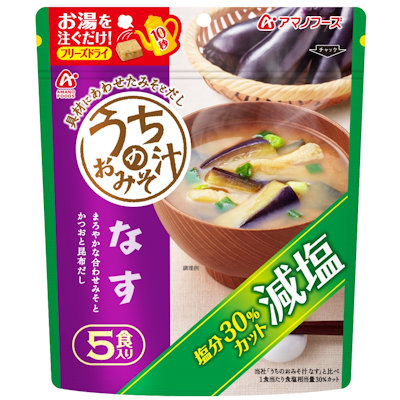 お湯を
注ぐだけ!
フリーズドライ
10秒
アマノフーズ
チャック
AMANO FOODS
具材にあわせたみそとだし
うちの
おみそ汁
なす
まろやかな合わせみそと
かつおと昆布だし
調理例
5食入り
減塩
塩分30%カット
当社「うちのおみそ汁 なす」と比べ
1食当たり食塩相当量30%カット